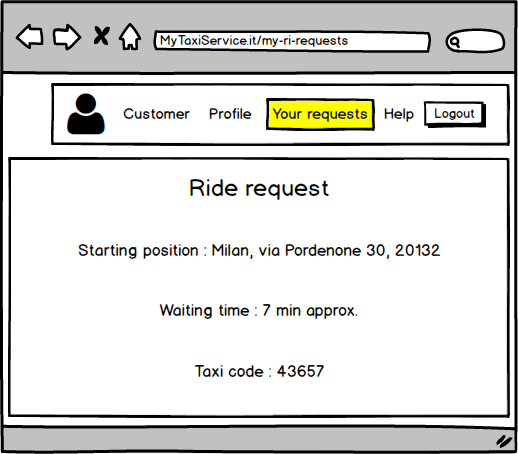 MyTaxiService.it/my-ri-requests
Customer Profile Your requests Help Logout
Ride request
Starting position : Milan, via Pordenone 30, 20132
Waiting time : 7 min approx.
Taxi code : 43657